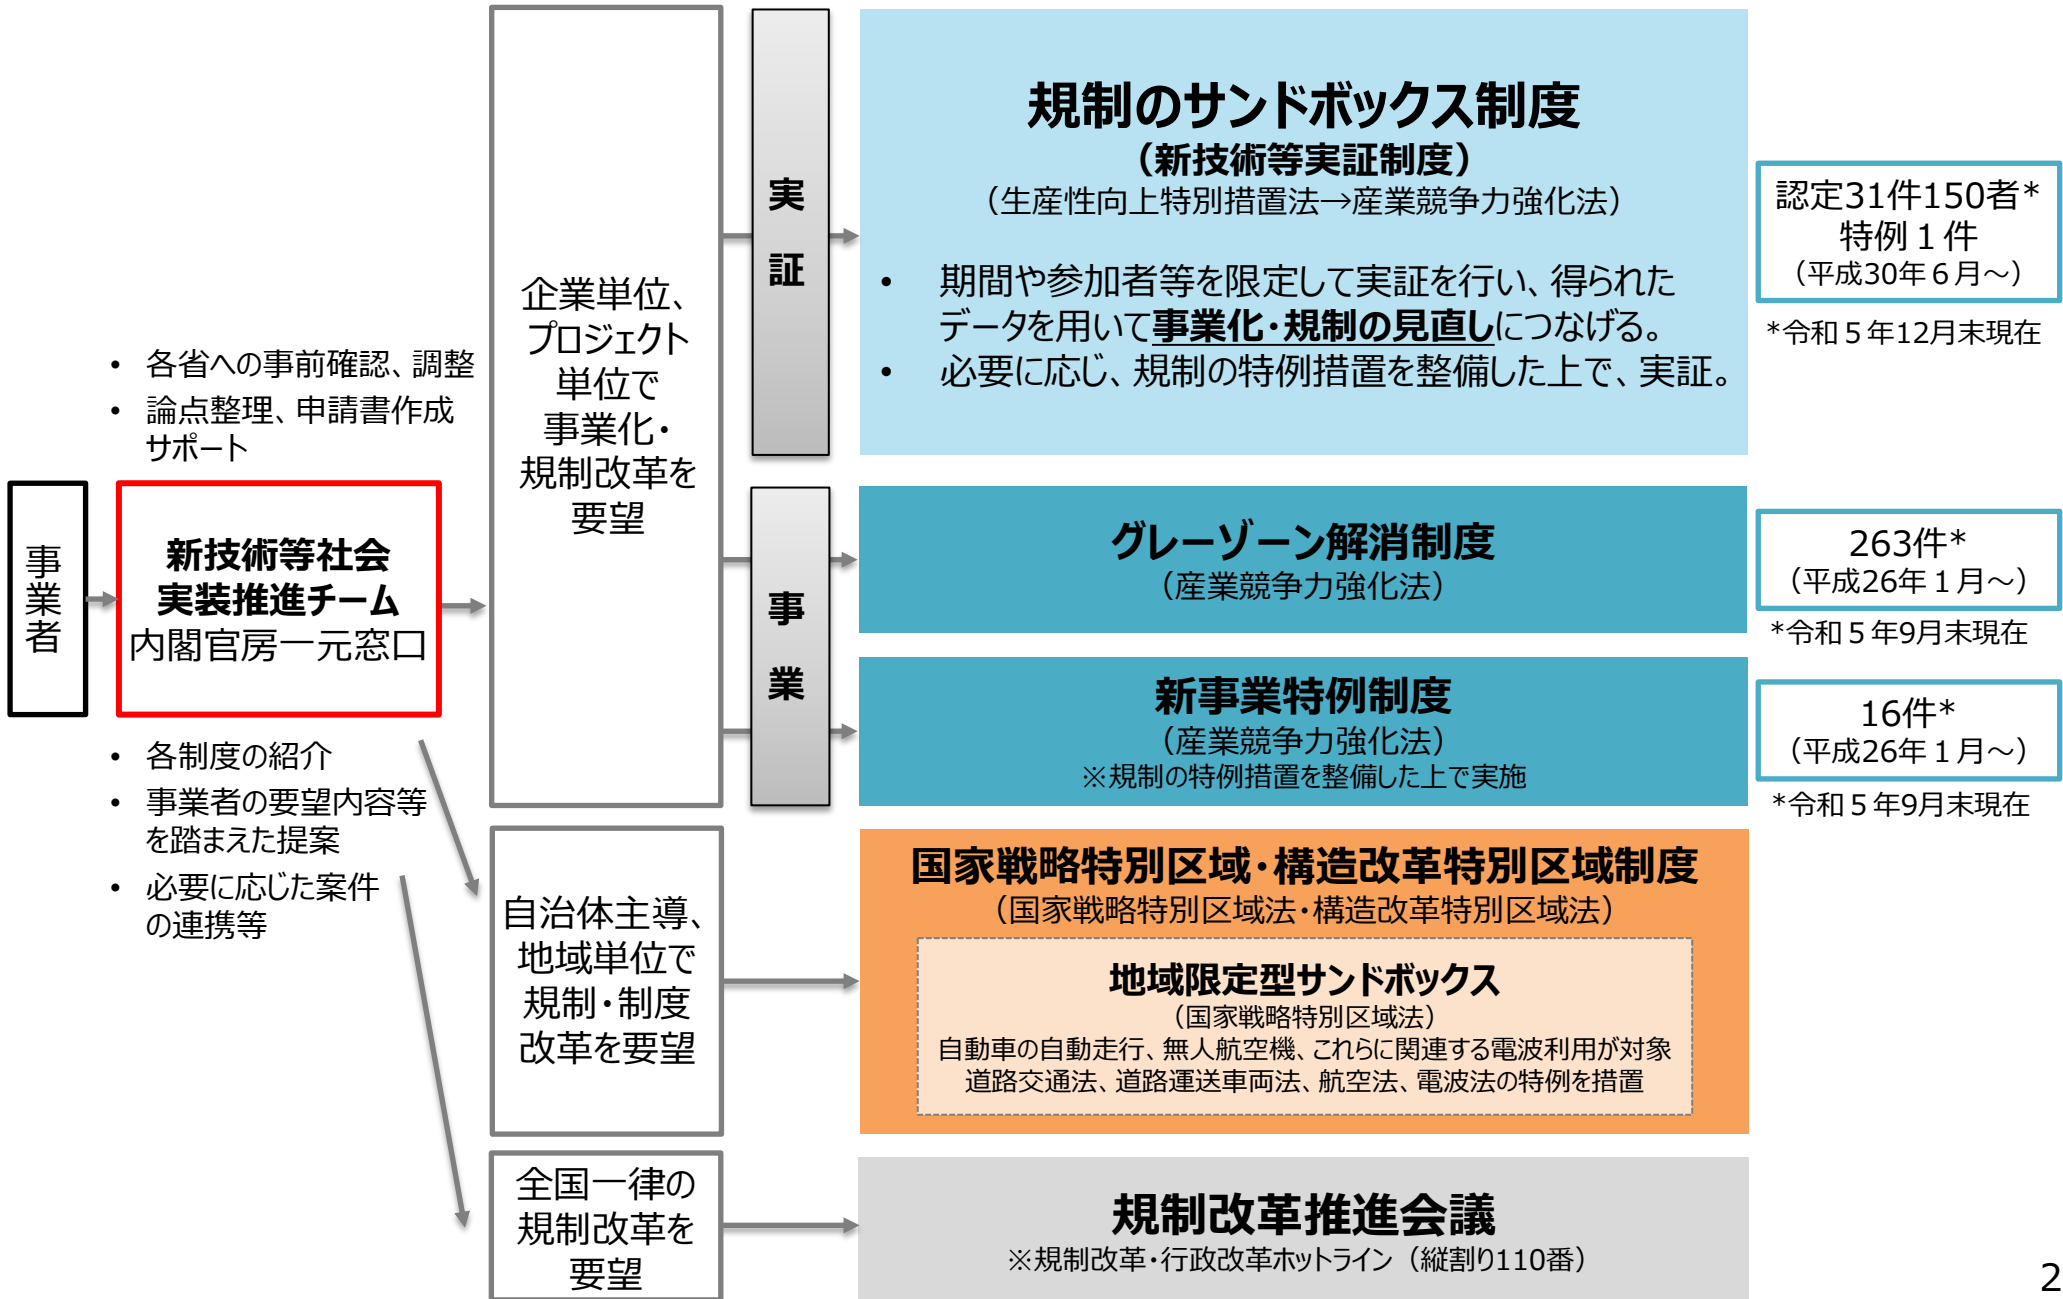 事業者
• 各省への事前確認、調整
• 論点整理、申請書作成
サポート
新技術等社会
実装推進チーム
内閣官房一元窓口
• 各制度の紹介
• 事業者の要望内容等
を踏まえた提案
• 必要に応じた案件
の連携等
企業単位、
プロジェクト
単位で
事業化・
規制改革を
要望
実証
規制のサンドボックス制度
（新技術等実証制度）
（生産性向上特別措置法→産業競争力強化法）
• 期間や参加者等を限定して実証を行い、得られた
データを用いて事業化・規制の見直しにつなげる。
• 必要に応じ、規制の特例措置を整備した上で、実証。
認定31件150者*
特例１件
（平成30年６月～）
*令和５年12月末現在
事業
グレーゾーン解消制度
（産業競争力強化法）
263件*
（平成26年１月～）
*令和５年9月末現在
新事業特例制度
（産業競争力強化法）
※規制の特例措置を整備した上で実施
16件*
（平成26年１月～）
*令和５年9月末現在
自治体主導、
地域単位で
規制・制度
改革を要望
国家戦略特別区域・構造改革特別区域制度
（国家戦略特別区域法・構造改革特別区域法）
地域限定型サンドボックス
（国家戦略特別区域法）
自動車の自動走行、無人航空機、これらに関連する電波利用が対象
道路交通法、道路運送車両法、航空法、電波法の特例を措置
全国一律の
規制改革を
要望
規制改革推進会議
※規制改革・行政改革ホットライン（縦割り110番）
2